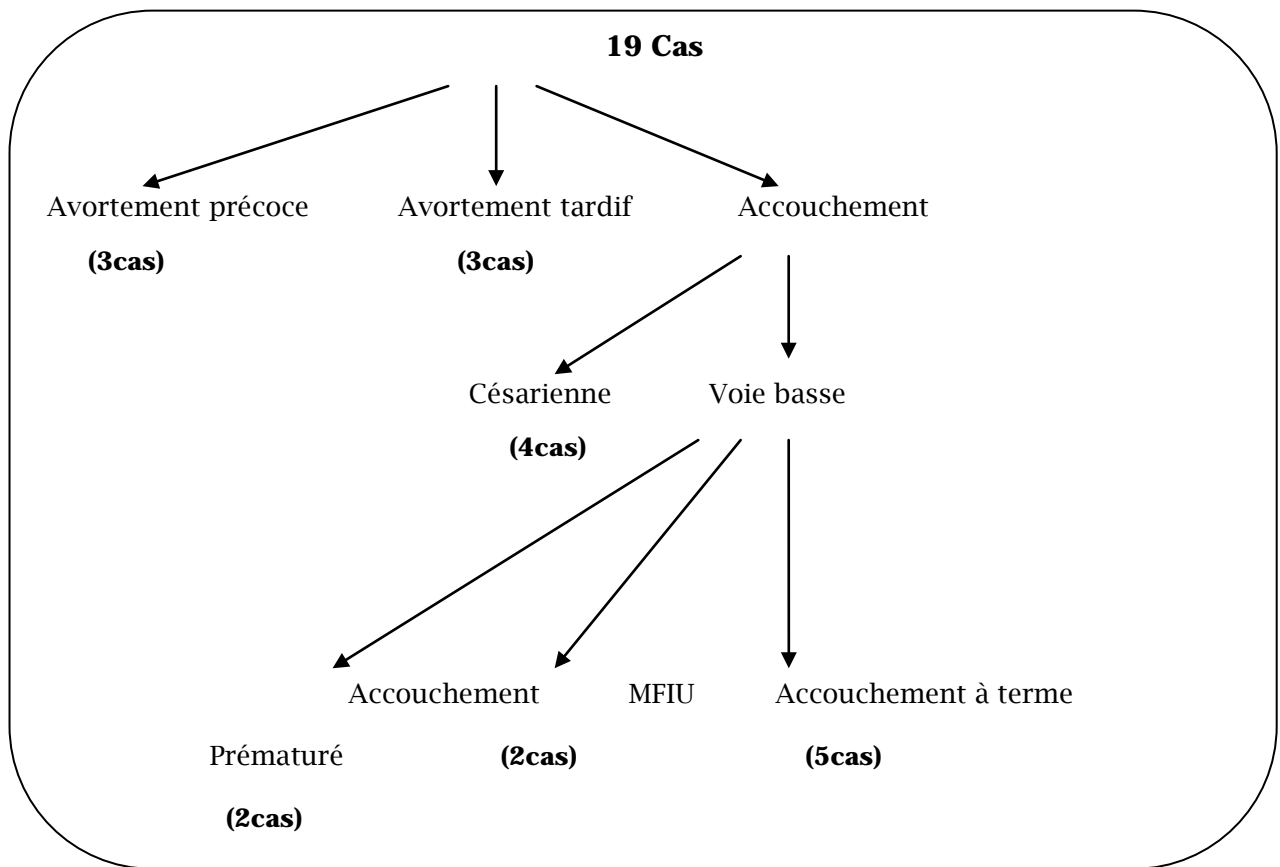 19 Cas
Avortement précoce Avortement tardif Accouchement
(3cas) (3cas)
Césarienne Voie basse
(4cas)
Accouchement MFIU Accouchement à terme
Prématuré (2cas) (5cas)
(2cas)